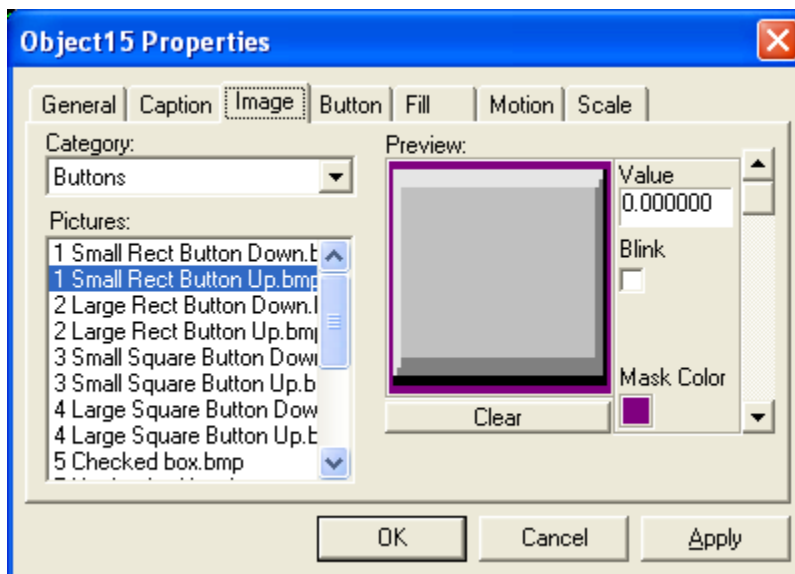 Object15 Properties
General Caption Image Button Fill Motion Scale
Category:
Buttons
Pictures:
1 Small Rect Button Down.b
1 Small Rect Button Up.bmp
2 Large Rect Button Down.
2 Large Rect Button Up.bmp
3 Small Square Button Dow
3 Small Square Button Up.b
4 Large Square Button Dow
4 Large Square Button Up.b
5 Checked box.bmp
Preview:
Clear
Value
0.000000
Blink
Mask Color
OK Cancel Apply